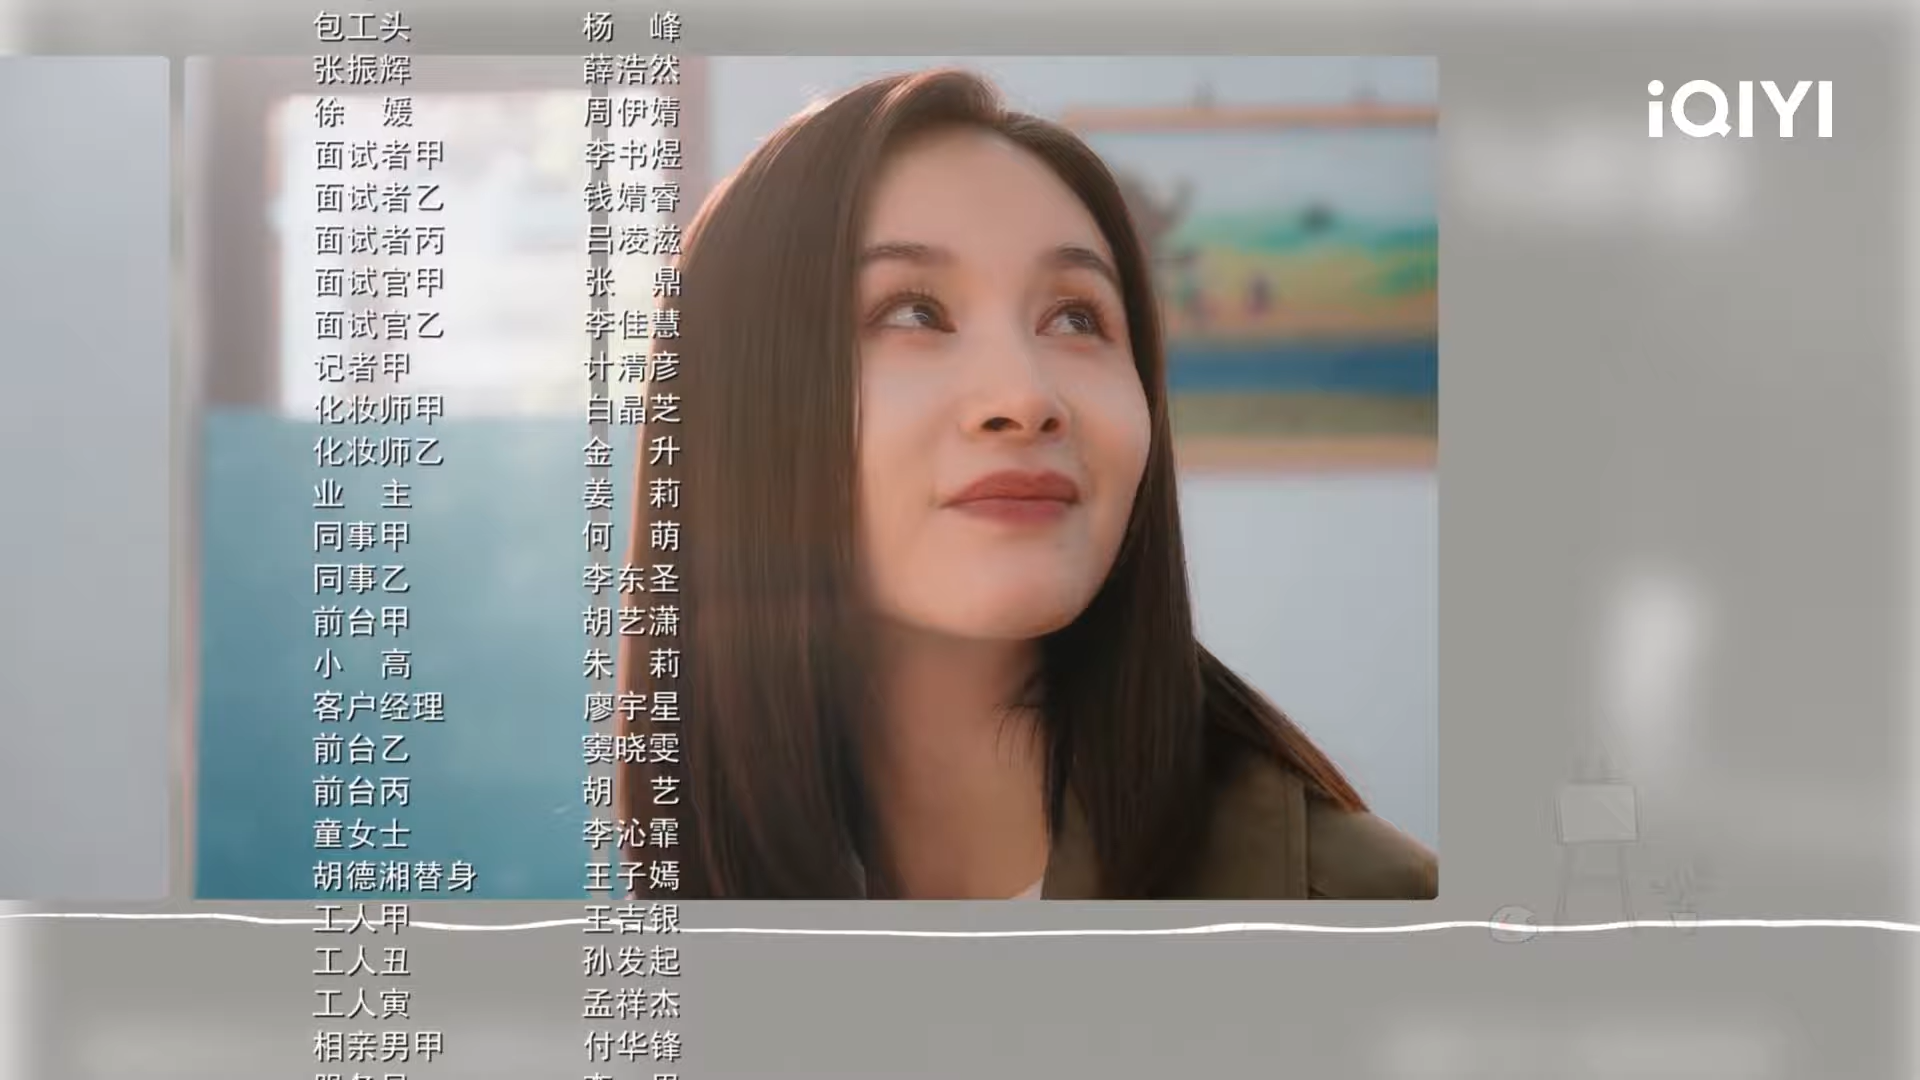 包工头 杨 峰
iQIYI
张振辉 薛浩然
徐 媛 周伊婧
面试者甲 李书煜
面试者乙 钱婧睿
面试者丙 吕凌滋
面试官甲 张 鼎
面试官乙 李佳慧
记者甲 计清彦
化妆师甲 白晶芝
化妆师乙 金 升
业 主 姜 莉
同事甲 何 萌
同事乙 李东圣
前台甲 胡艺潇
小 高 朱 莉
客户经理 廖宇星
前台乙 窦晓雯
前台丙 胡 艺
童女士 李沁霏
胡德湘替身 王子嫣
工人甲 王吉银
工人丑 孙发起
工人寅 孟祥杰
相亲男甲 付华锋